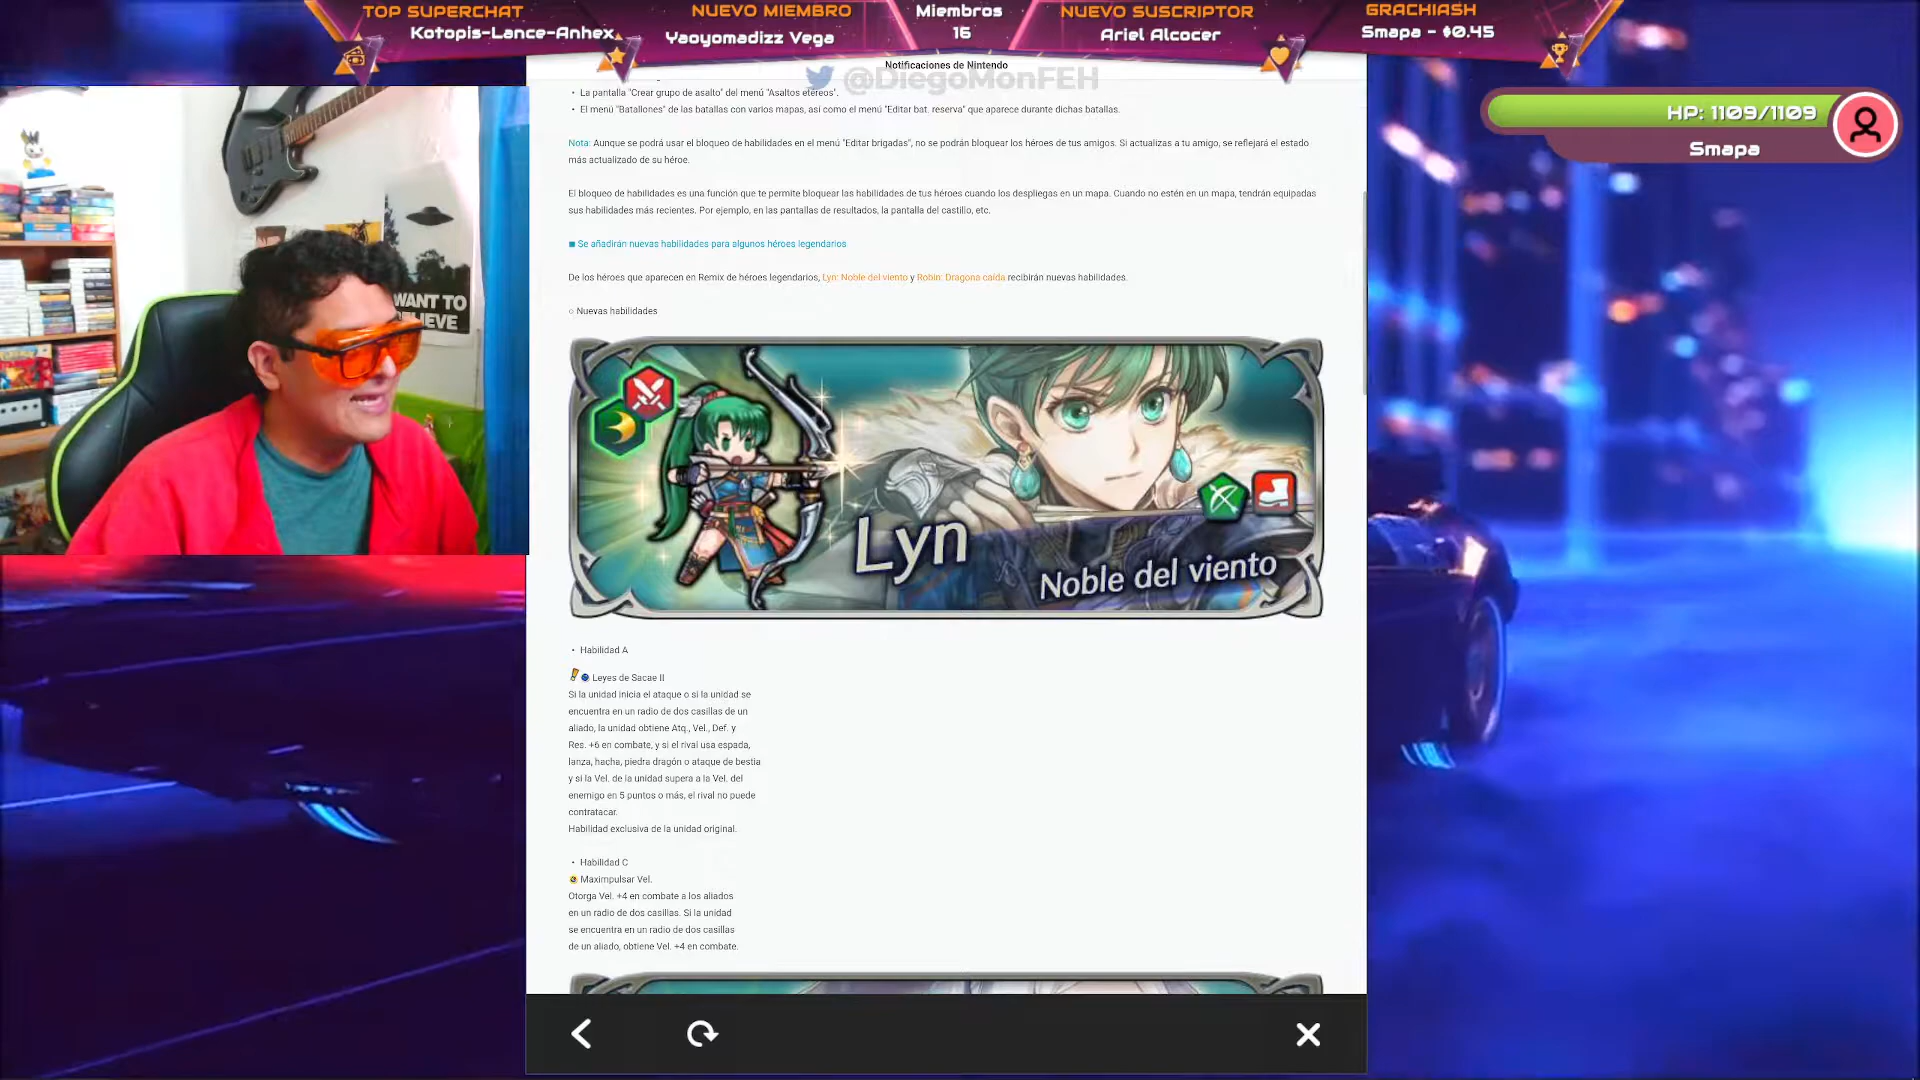 TOP SUPERCHAT
Kotopis-Lance-Anhex
NUEVO MIEMBRO
Yaoyomadizz Vega
Miembros
16
NUEVO SUSCRIPTOR
Ariel Alcocer
GRACHIASH
Smapa - $0.45
Notificaciones de Nintendo
@DiegoMonFEH
HP: 1109/1109
Smapa
WANT TO
BELIEVE
• La pantalla "Crear grupo de asalto" del menú "Asaltos etéreos".
• El menú "Batallones" de las batallas con varios mapas, así como el menú "Editar bat. reserva" que aparece durante dichas batallas.
Nota: Aunque se podrá usar el bloqueo de habilidades en el menú "Editar brigadas", no se podrán bloquear los héroes de tus amigos. Si actualizas a tu amigo, se reflejará el estado
más actualizado de su héroe.
El bloqueo de habilidades es una función que te permite bloquear las habilidades de tus héroes cuando los despliegas en un mapa. Cuando no estén en un mapa, tendrán equipadas
sus habilidades más recientes. Por ejemplo, en las pantallas de resultados, la pantalla del castillo, etc.
■ Se añadirán nuevas habilidades para algunos héroes legendarios
De los héroes que aparecen en Remix de héroes legendarios, Lyn: Noble del viento y Robin: Dragona caída recibirán nuevas habilidades.
○ Nuevas habilidades
Lyn
Noble del viento
• Habilidad A
Leyes de Sacae II
Si la unidad inicia el ataque o si la unidad se
encuentra en un radio de dos casillas de un
aliado, la unidad obtiene Atq., Vel., Def. y
Res. +6 en combate, y si el rival usa espada,
lanza, hacha, piedra dragón o ataque de bestia
y si la Vel. de la unidad supera a la Vel. del
enemigo en 5 puntos o más, el rival no puede
contratacar.
Habilidad exclusiva de la unidad original.
• Habilidad C
Maximpulsar Vel.
Otorga Vel. +4 en combate a los aliados
en un radio de dos casillas. Si la unidad
se encuentra en un radio de dos casillas
de un aliado, obtiene Vel. +4 en combate.